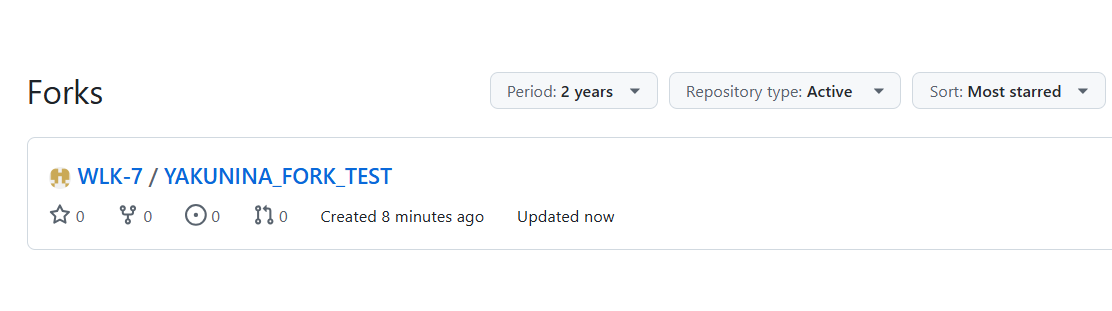 Forks
Period: 2 years
Repository type: Active
Sort: Most starred
WLK-7 / YAKUNINA_FORK_TEST
0 0 0 0 Created 8 minutes ago Updated now